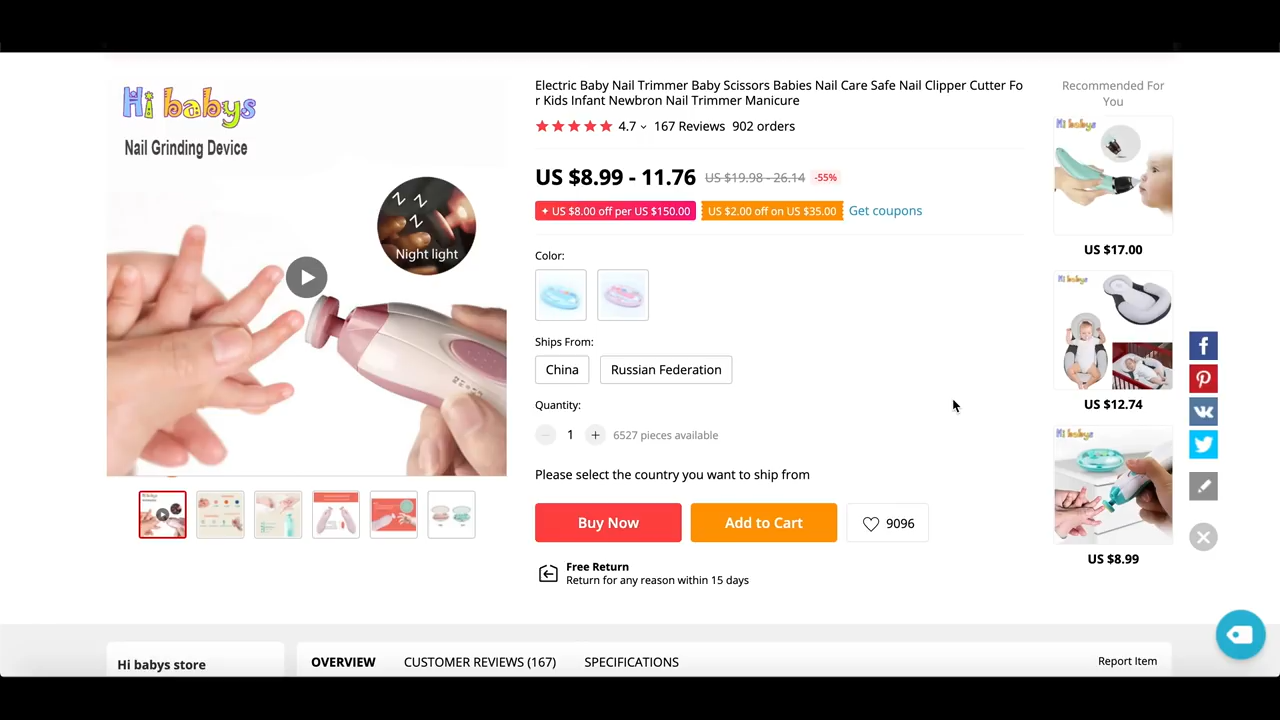 Hi babys
Nail Grinding Device
Z
Z
Z
Night light
Electric Baby Nail Trimmer Baby Scissors Babies Nail Care Safe Nail Clipper Cutter Fo
r Kids Infant Newbron Nail Trimmer Manicure
4.7 167 Reviews 902 orders
US $8.99 - 11.76 US $19.98 - 26.14 -55%
US $8.00 off per US $150.00 US $2.00 off on US $35.00 Get coupons
Color:
Ships From:
China Russian Federation
Quantity:
1 6527 pieces available
Please select the country you want to ship from
Buy Now Add to Cart 9096
Free Return
Return for any reason within 15 days
Recommended For
You
Hi babys
US $17.00
Hi babys
US $12.74
Hi babys
US $8.99
Hi babys store
OVERVIEW CUSTOMER REVIEWS (167) SPECIFICATIONS Report Item